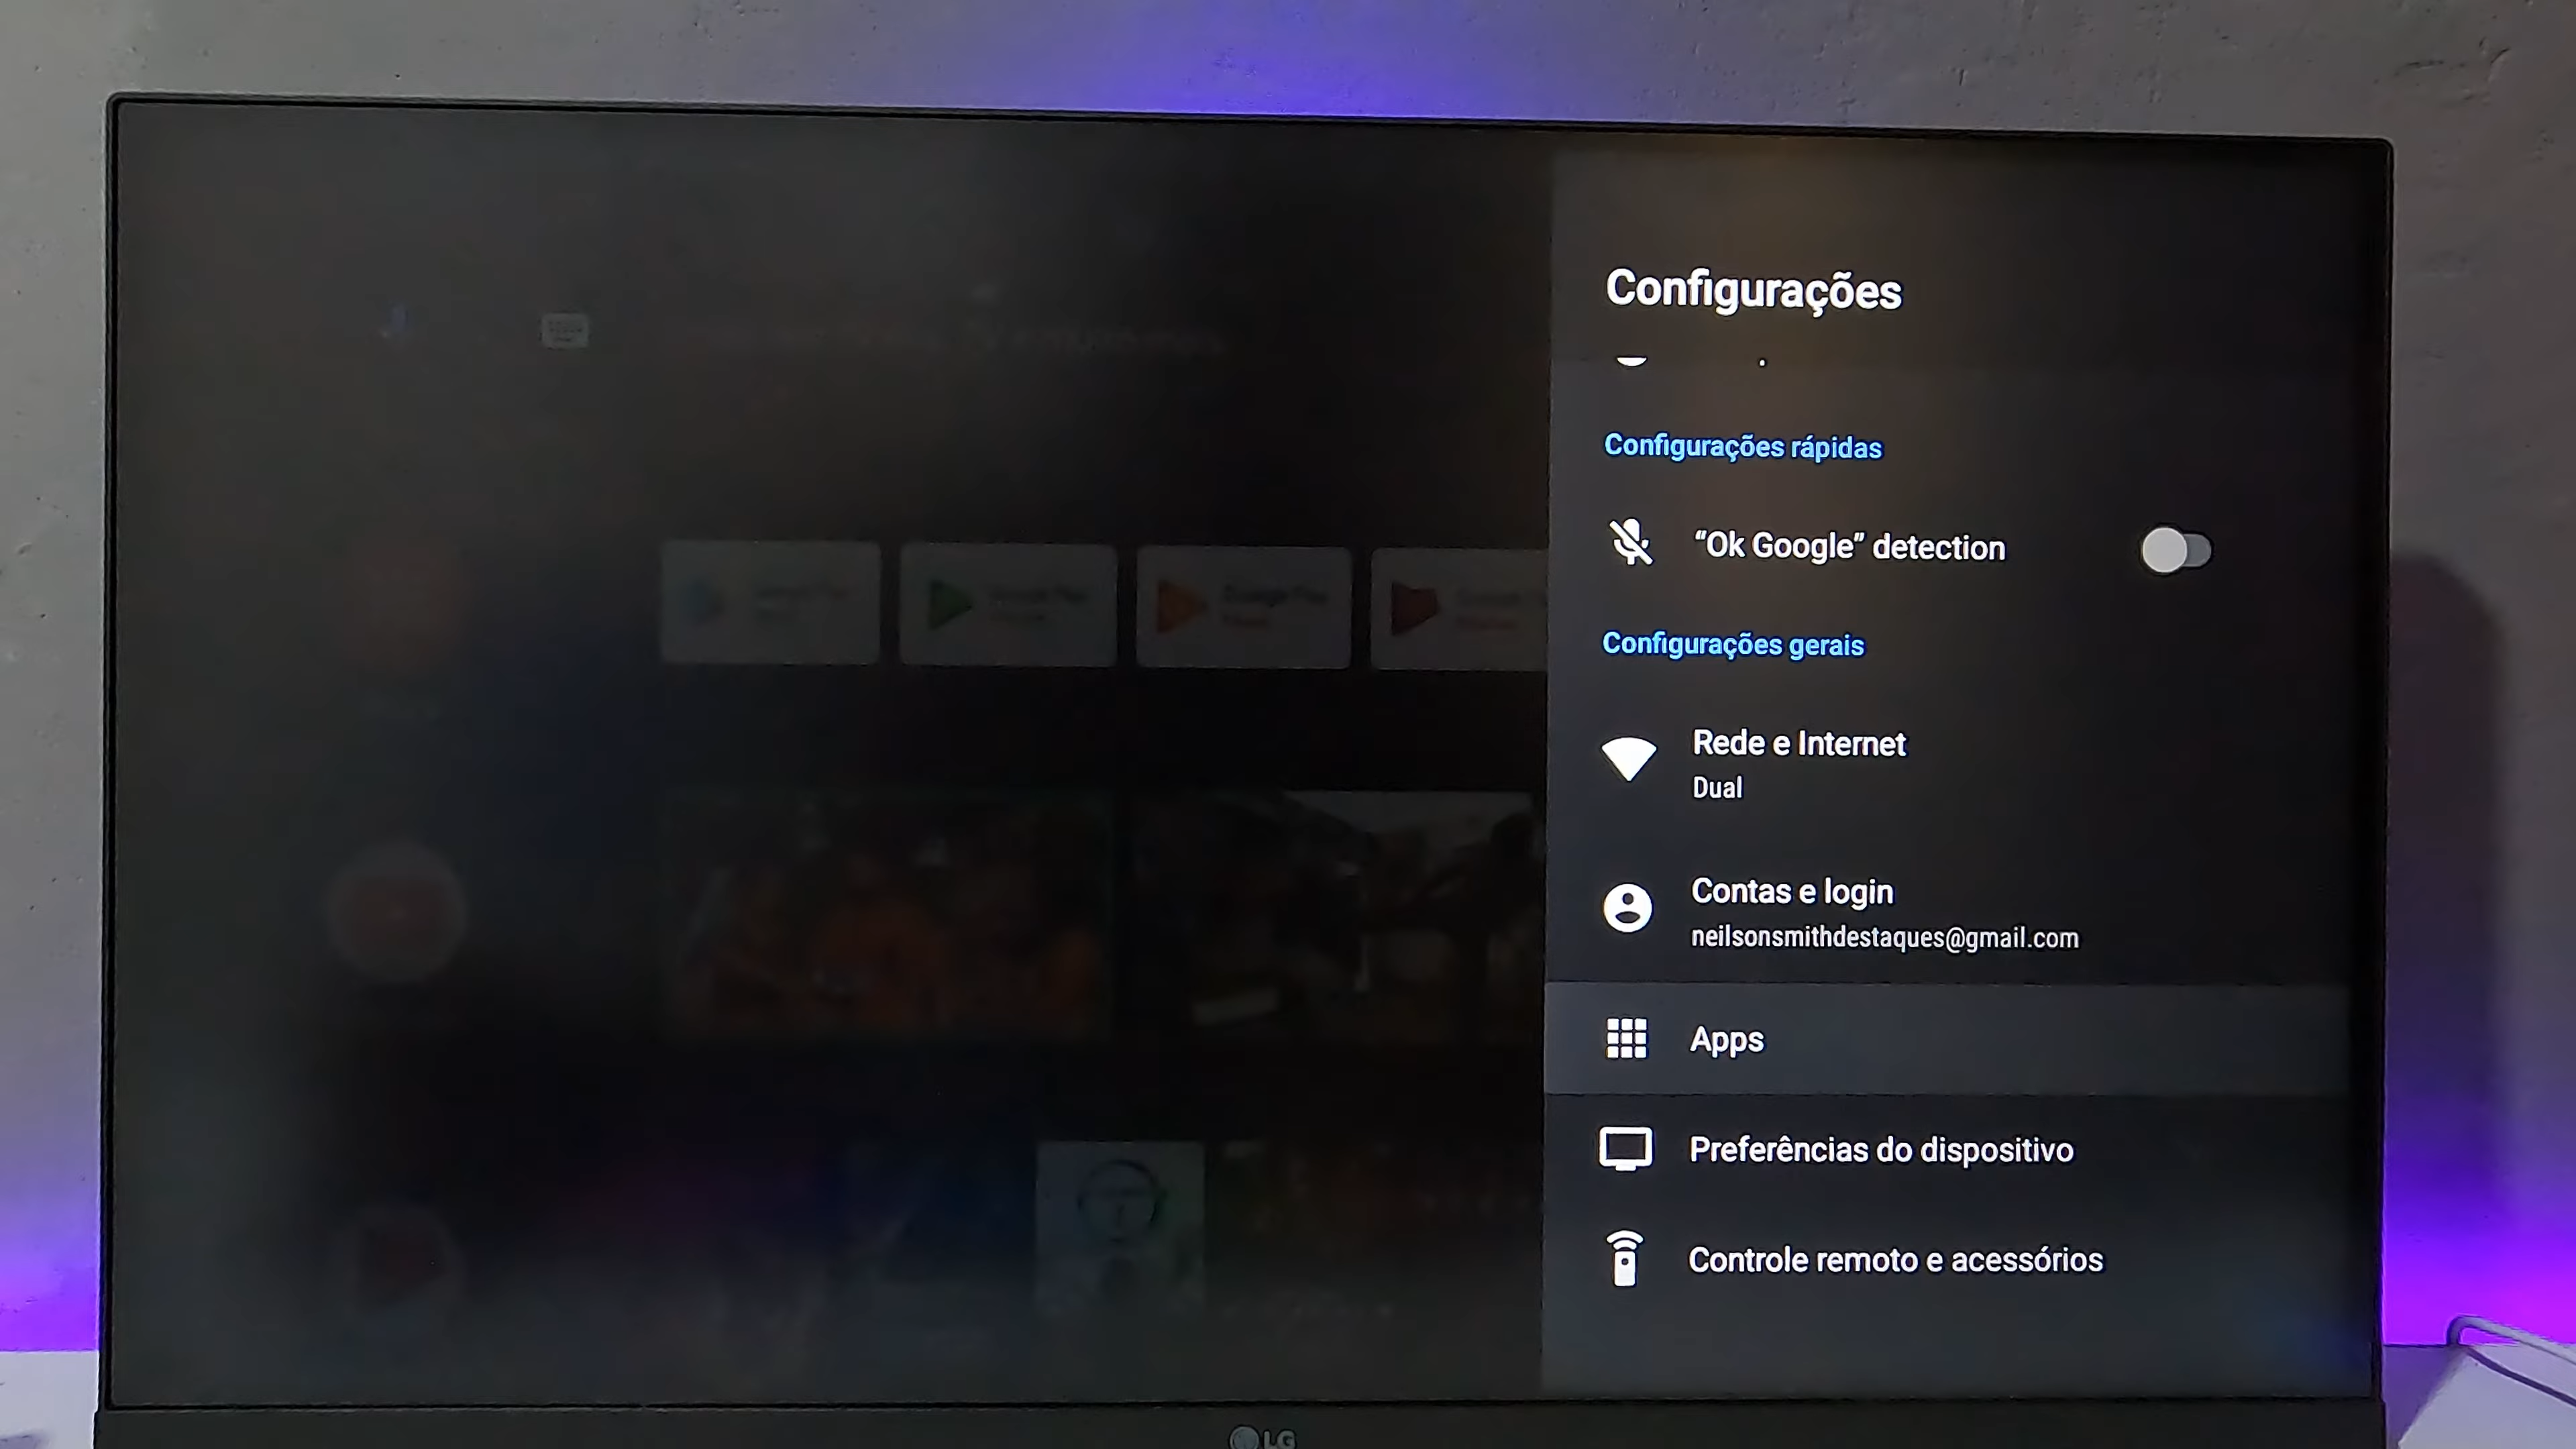 Configurações
Configurações rápidas
“Ok Google” detection
Configurações gerais
Rede e Internet
Dual
Contas e login
neilsonsmithdestaques@gmail.com
Apps
Preferências do dispositivo
Controle remoto e acessórios
LG